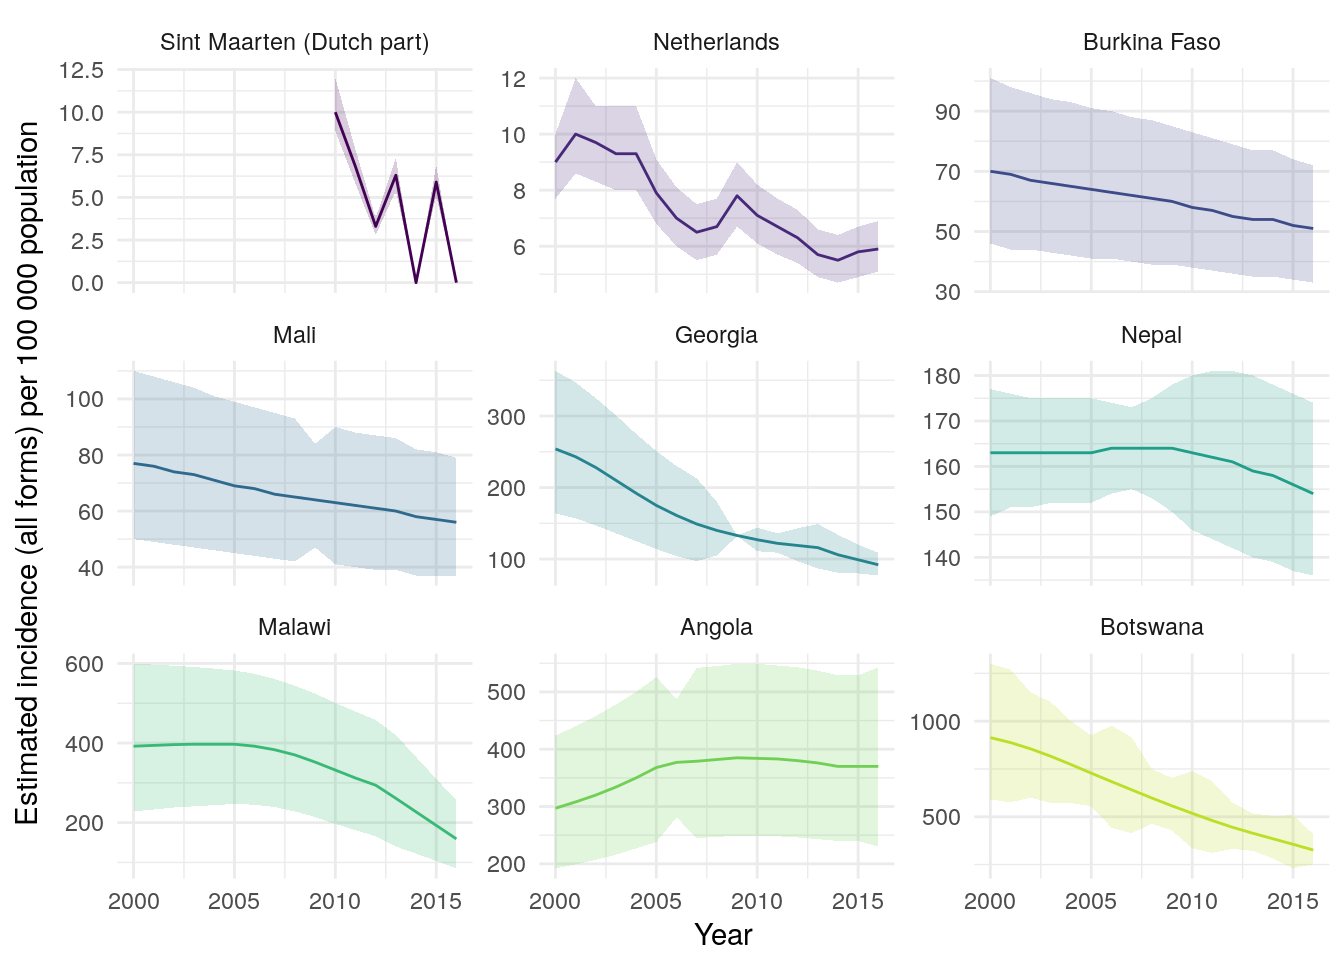 Estimated incidence (all forms) per 100 000 population
Sint Maarten (Dutch part)
12.5
10.0
7.5
5.0
2.5
0.0
Netherlands
12
10
8
6
Burkina Faso
90
70
50
30
Mali
100
80
60
40
Georgia
300
200
100
Nepal
180
170
160
150
140
Malawi
600
400
200
2000 2005 2010 2015
Angola
500
400
300
200
2000 2005 2010 2015
Botswana
1000
500
2000 2005 2010 2015
Year